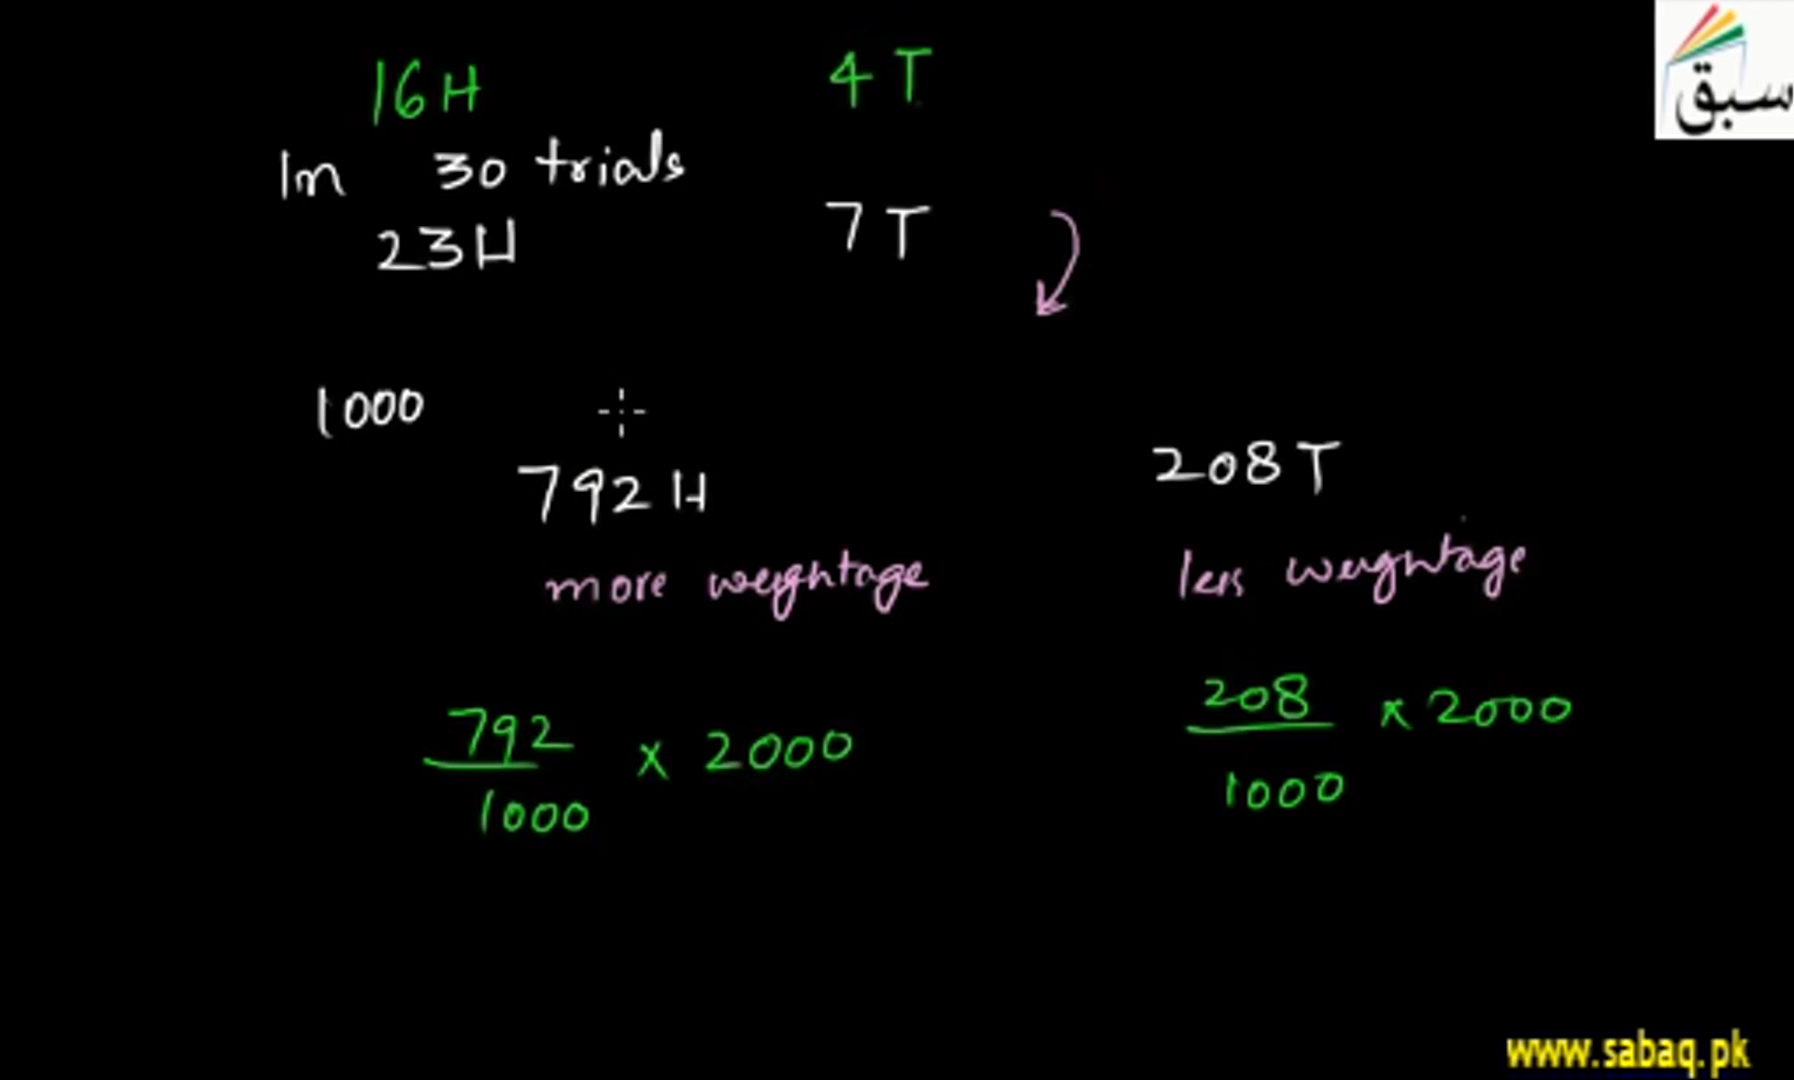 سبق
16H 4T
In 30 trials
23H 7T
1000
792H 208T
more weightage less weightage
792/1000 x 2000 208/1000 x 2000
www.sabaq.pk